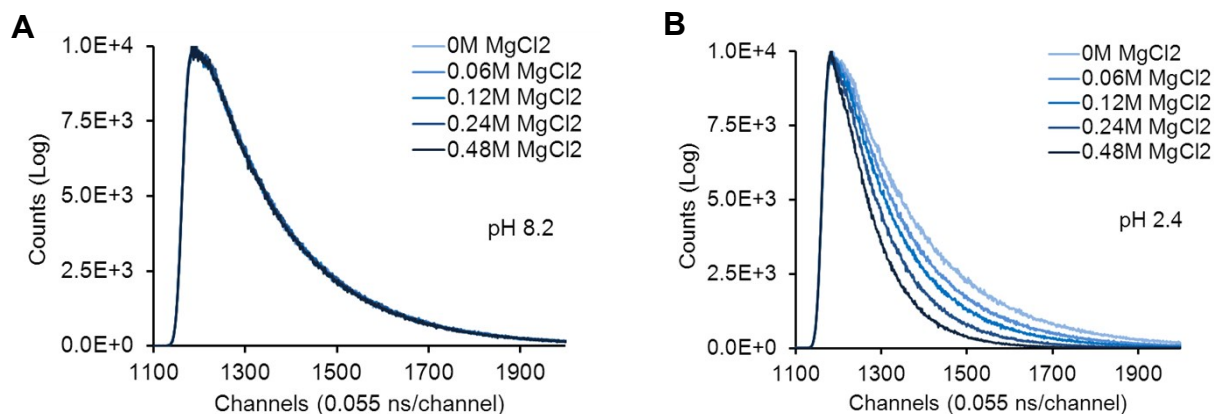 A
Counts (Log)
1.0E+4
7.5E+3
5.0E+3
2.5E+3
0.0E+0
1100 1300 1500 1700 1900
Channels (0.055 ns/channel)
0M MgCl2
0.06M MgCl2
0.12M MgCl2
0.24M MgCl2
0.48M MgCl2
pH 8.2
B
Counts (Log)
1.0E+4
7.5E+3
5.0E+3
2.5E+3
0.0E+0
1100 1300 1500 1700 1900
Channels (0.055 ns/channel)
0M MgCl2
0.06M MgCl2
0.12M MgCl2
0.24M MgCl2
0.48M MgCl2
pH 2.4